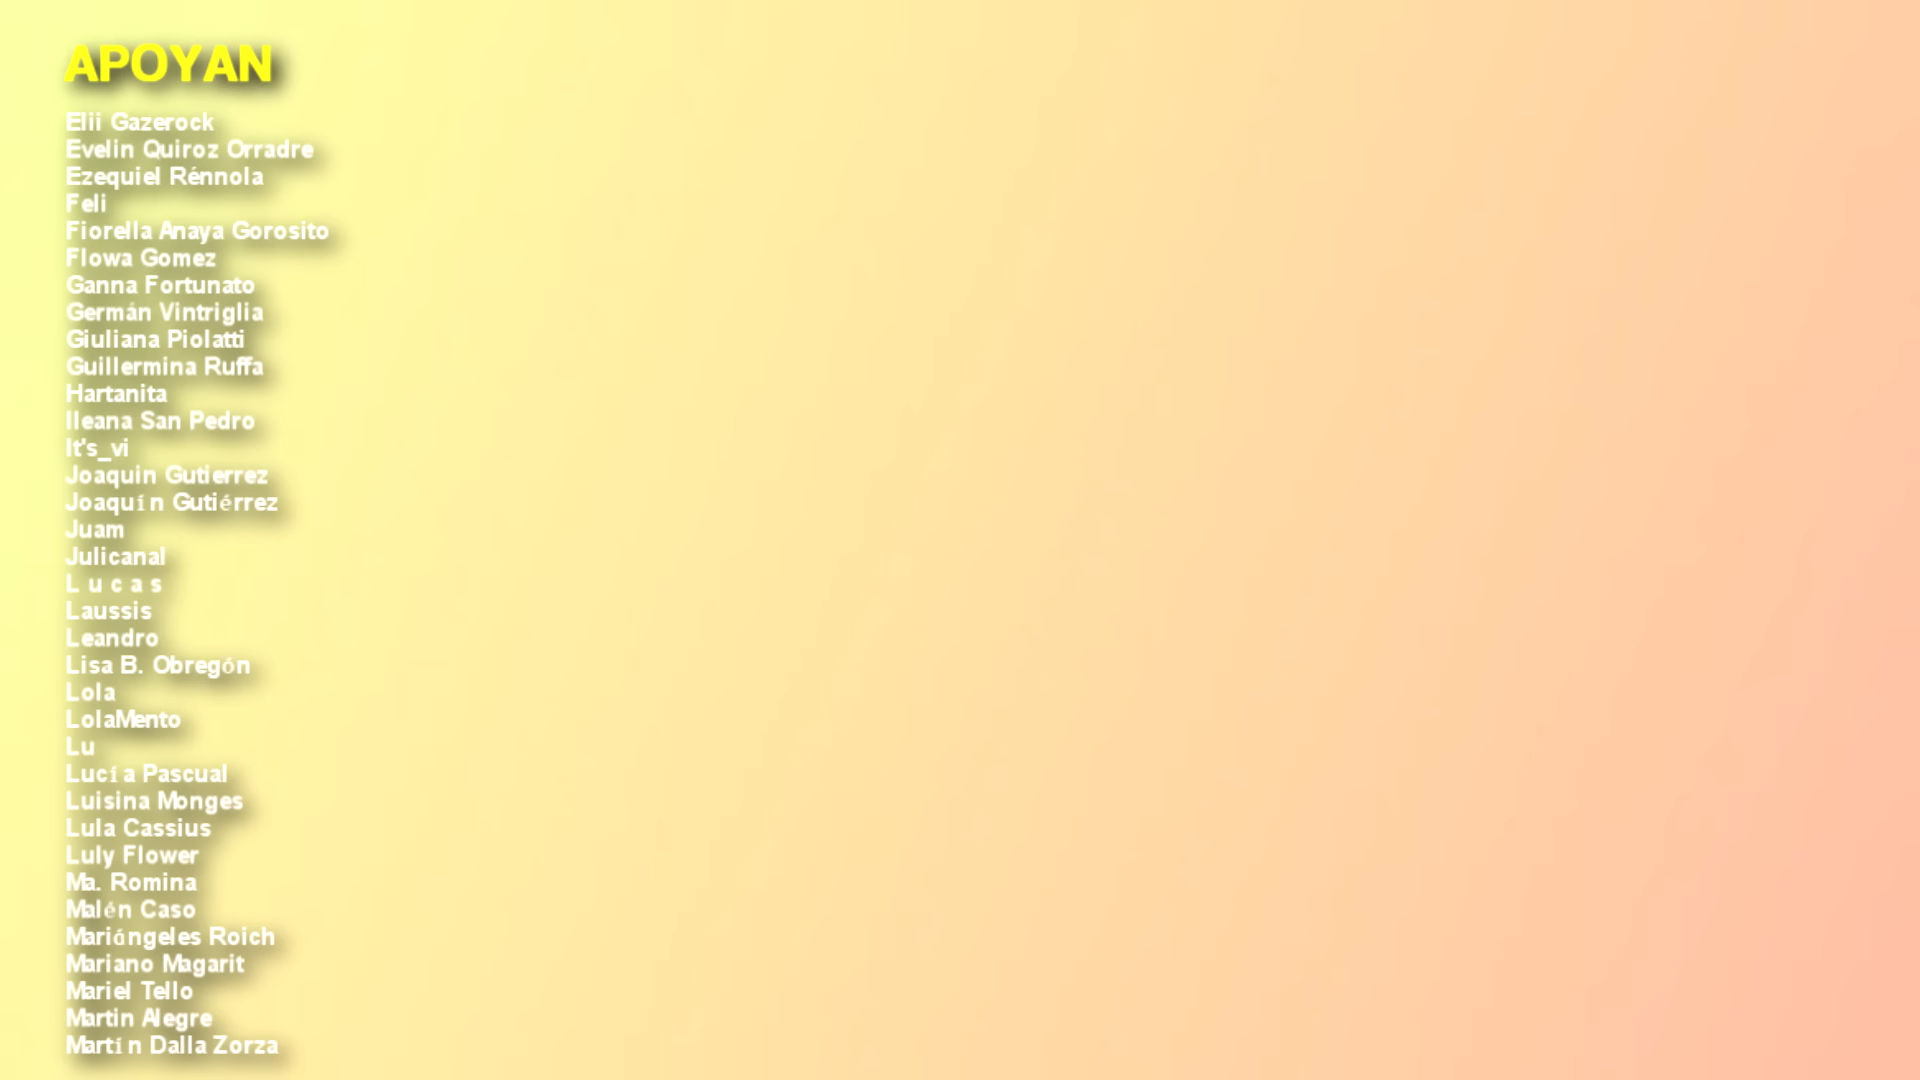 APOYAN
Elii Gazerock
Evelin Quiroz Orradre
Ezequiel Rénnola
Feli
Fiorella Anaya Gorosito
Flowa Gomez
Ganna Fortunato
Germán Vintriglia
Giuliana Piolatti
Guillermina Ruffa
Hartanita
Ileana San Pedro
It's_vi
Joaquin Gutierrez
Joaquín Gutiérrez
Juam
Julicanal
L u c a s
Laussis
Leandro
Lisa B. Obregón
Lola
LolaMento
Lu
Lucía Pascual
Luisina Monges
Lula Cassius
Luly Flower
Ma. Romina
Malén Caso
Mariángeles Roich
Mariano Magarit
Mariel Tello
Martin Alegre
Martín Dalla Zorza